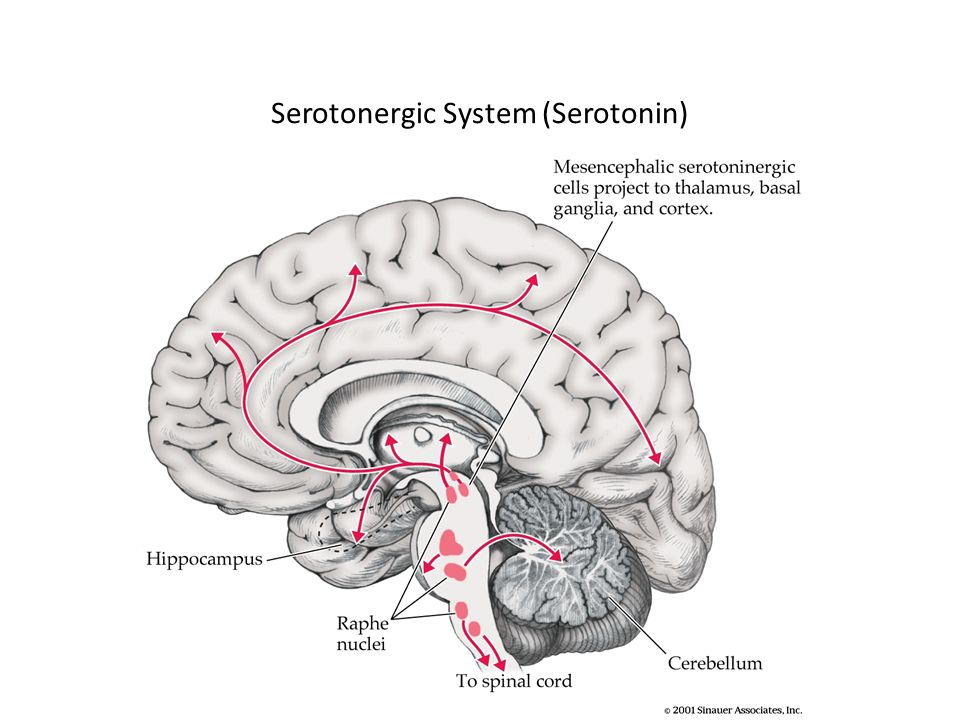 Serotonergic System (Serotonin)
Mesencephalic serotoninergic
cells project to thalamus, basal
ganglia, and cortex.
Hippocampus
Raphe
nuclei
To spinal cord
Cerebellum
© 2001 Sinauer Associates, Inc.